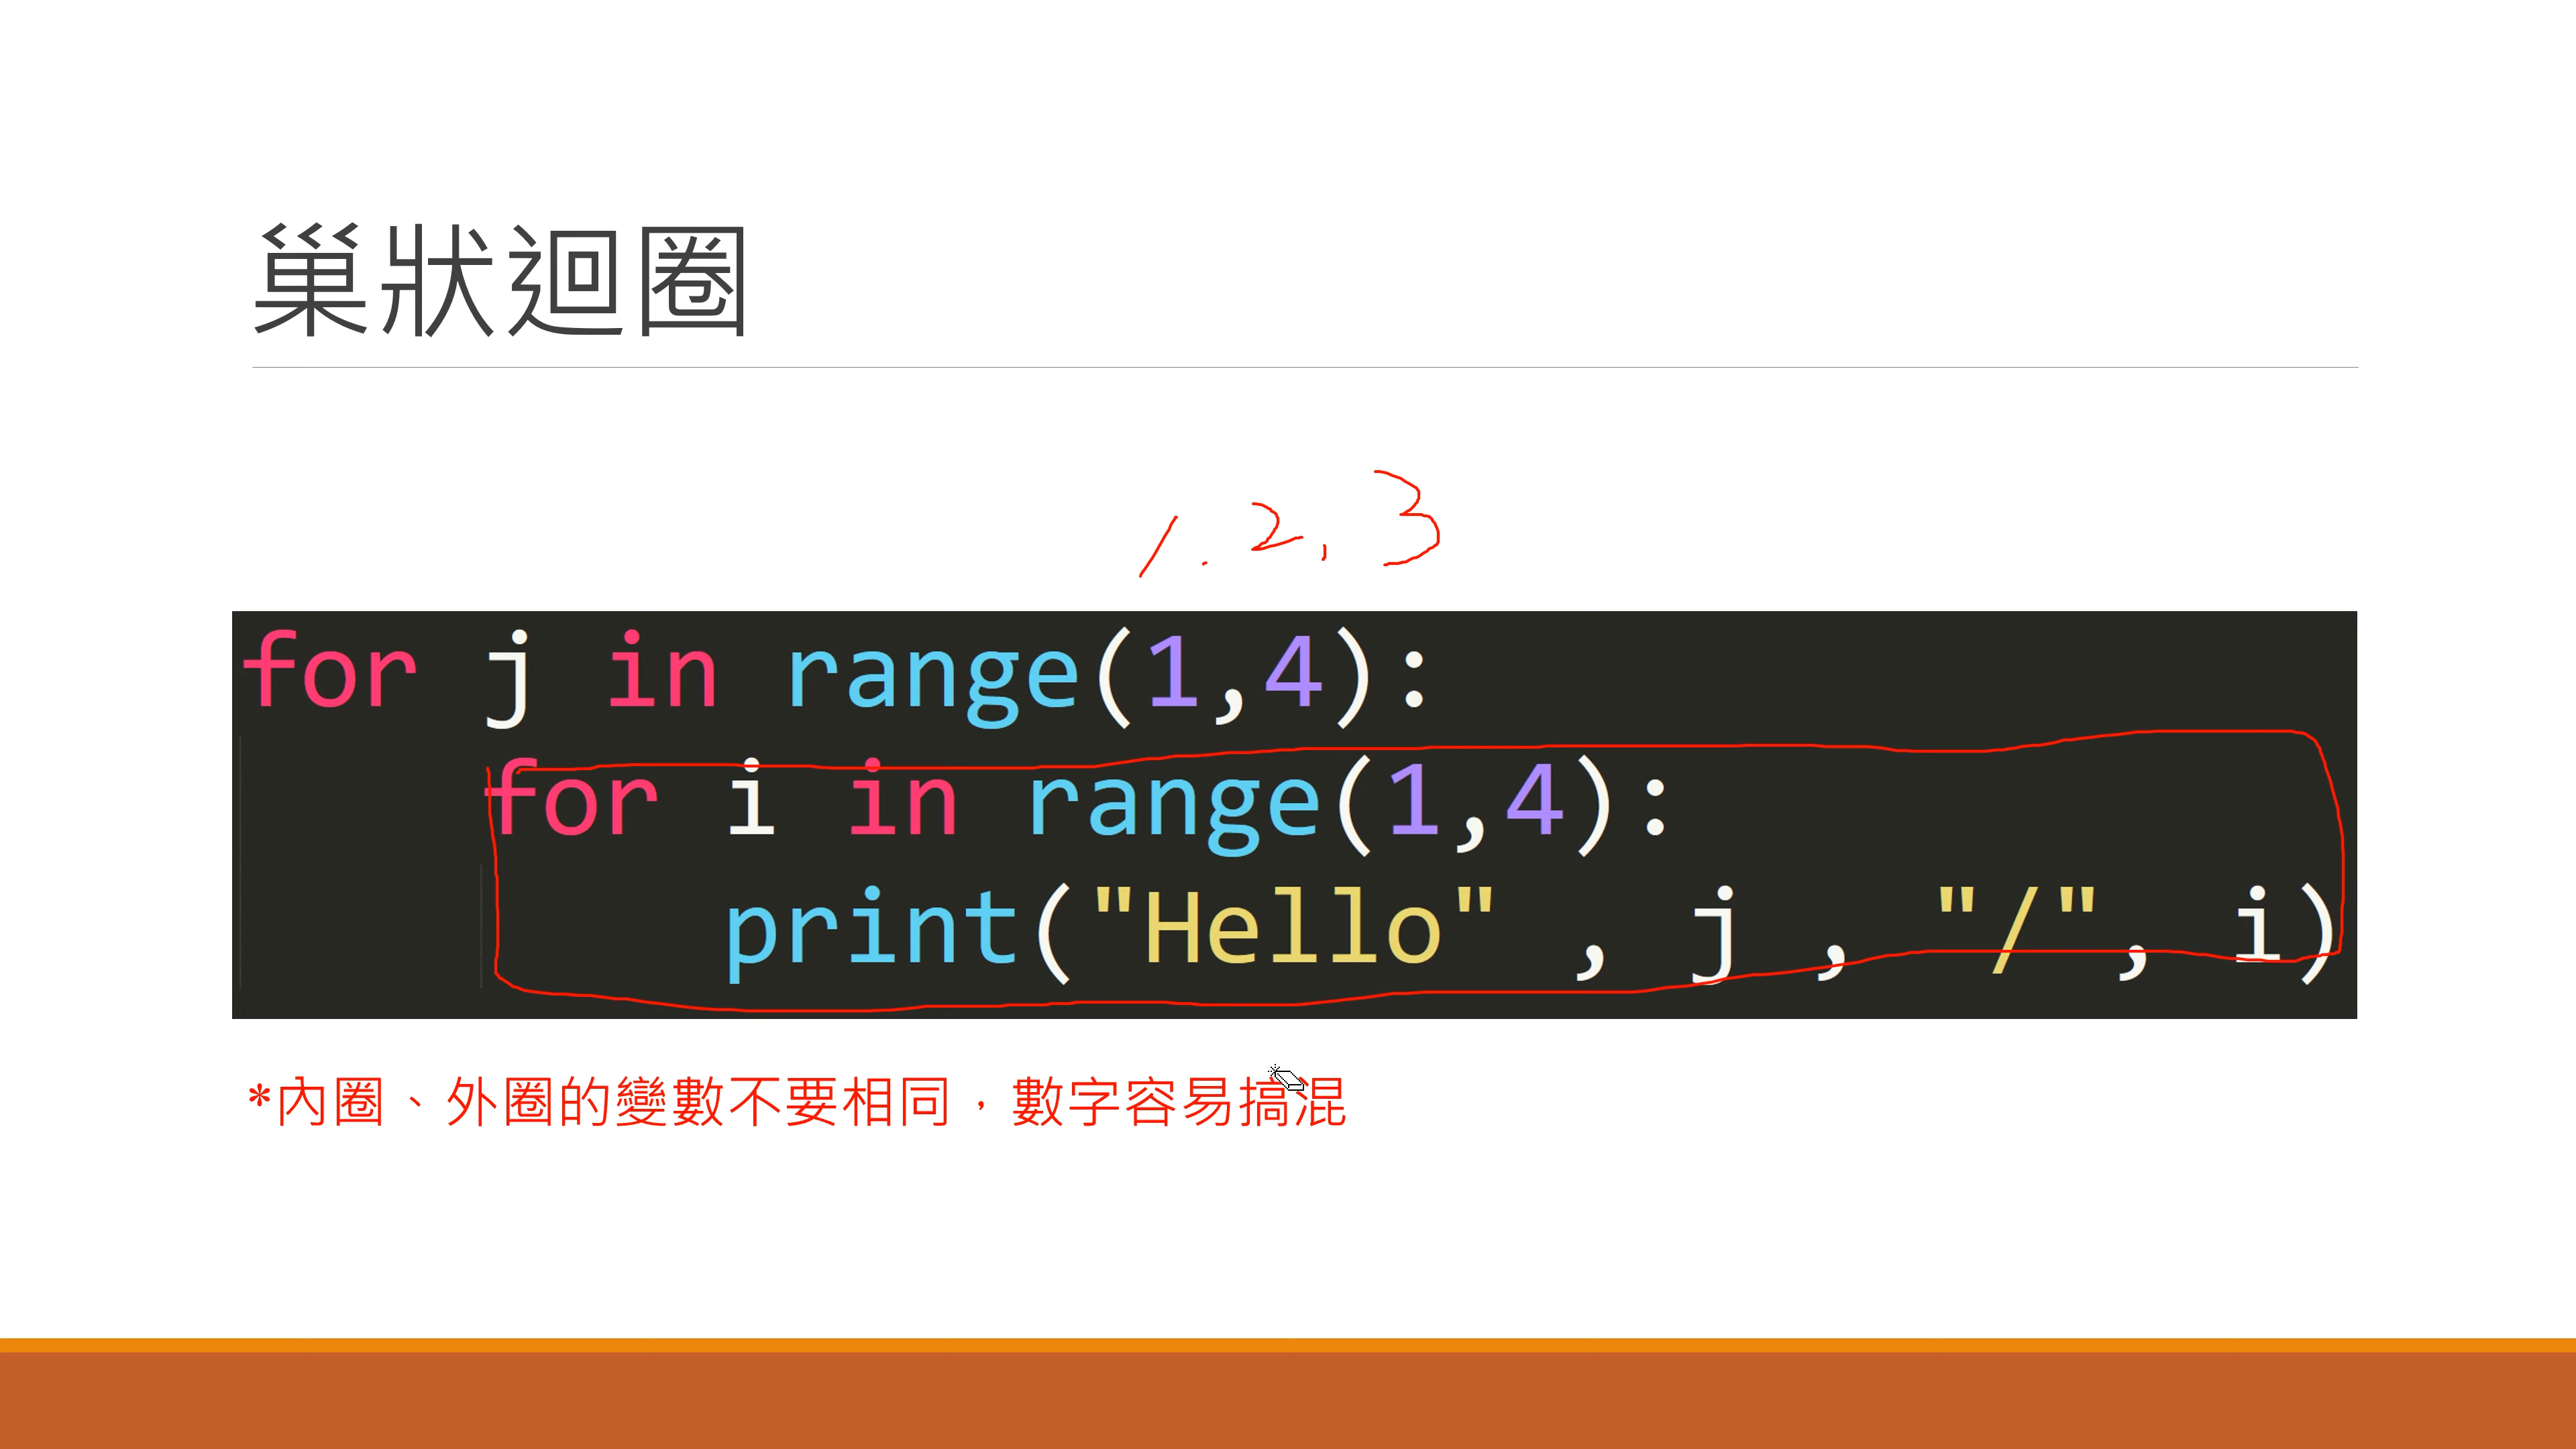 巢狀迴圈
1.2,3
for j in range(1,4):
for i in range(1,4):
print("Hello" , j , "/", i)
*內圈、外圈的變數不要相同，數字容易搞混